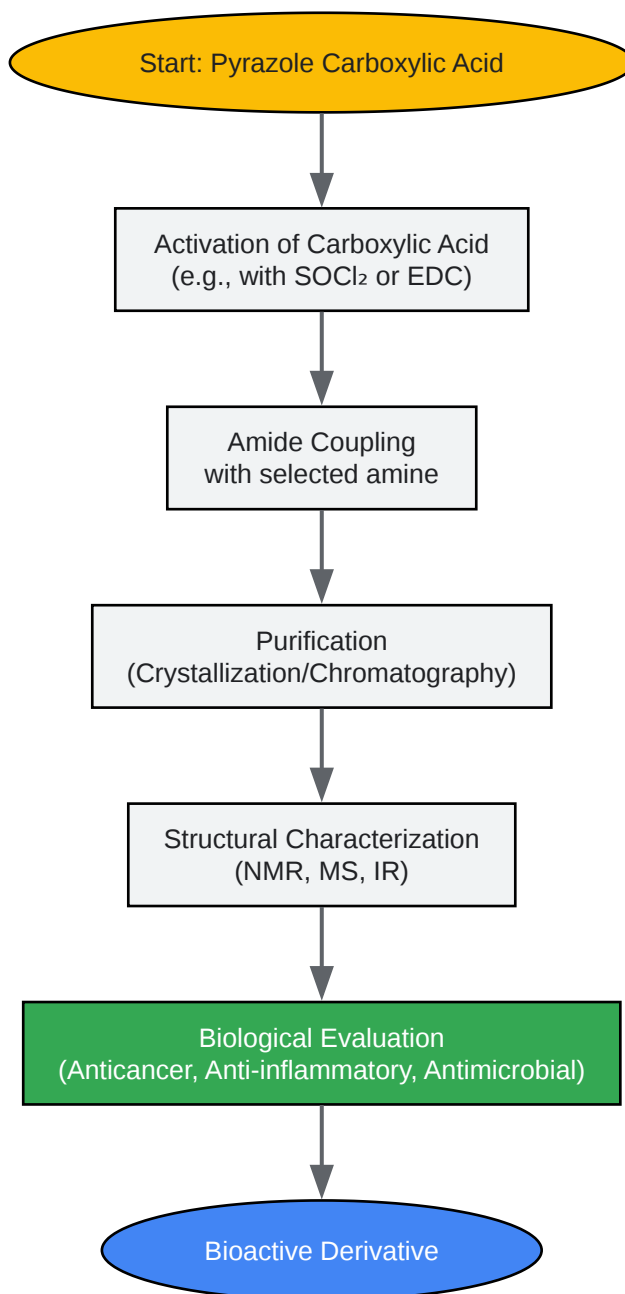 Start: Pyrazole Carboxylic Acid
Activation of Carboxylic Acid
(e.g., with SOCl₂ or EDC)
Amide Coupling
with selected amine
Purification
(Crystallization/Chromatography)
Structural Characterization
(NMR, MS, IR)
Biological Evaluation
(Anticancer, Anti-inflammatory, Antimicrobial)
Bioactive Derivative